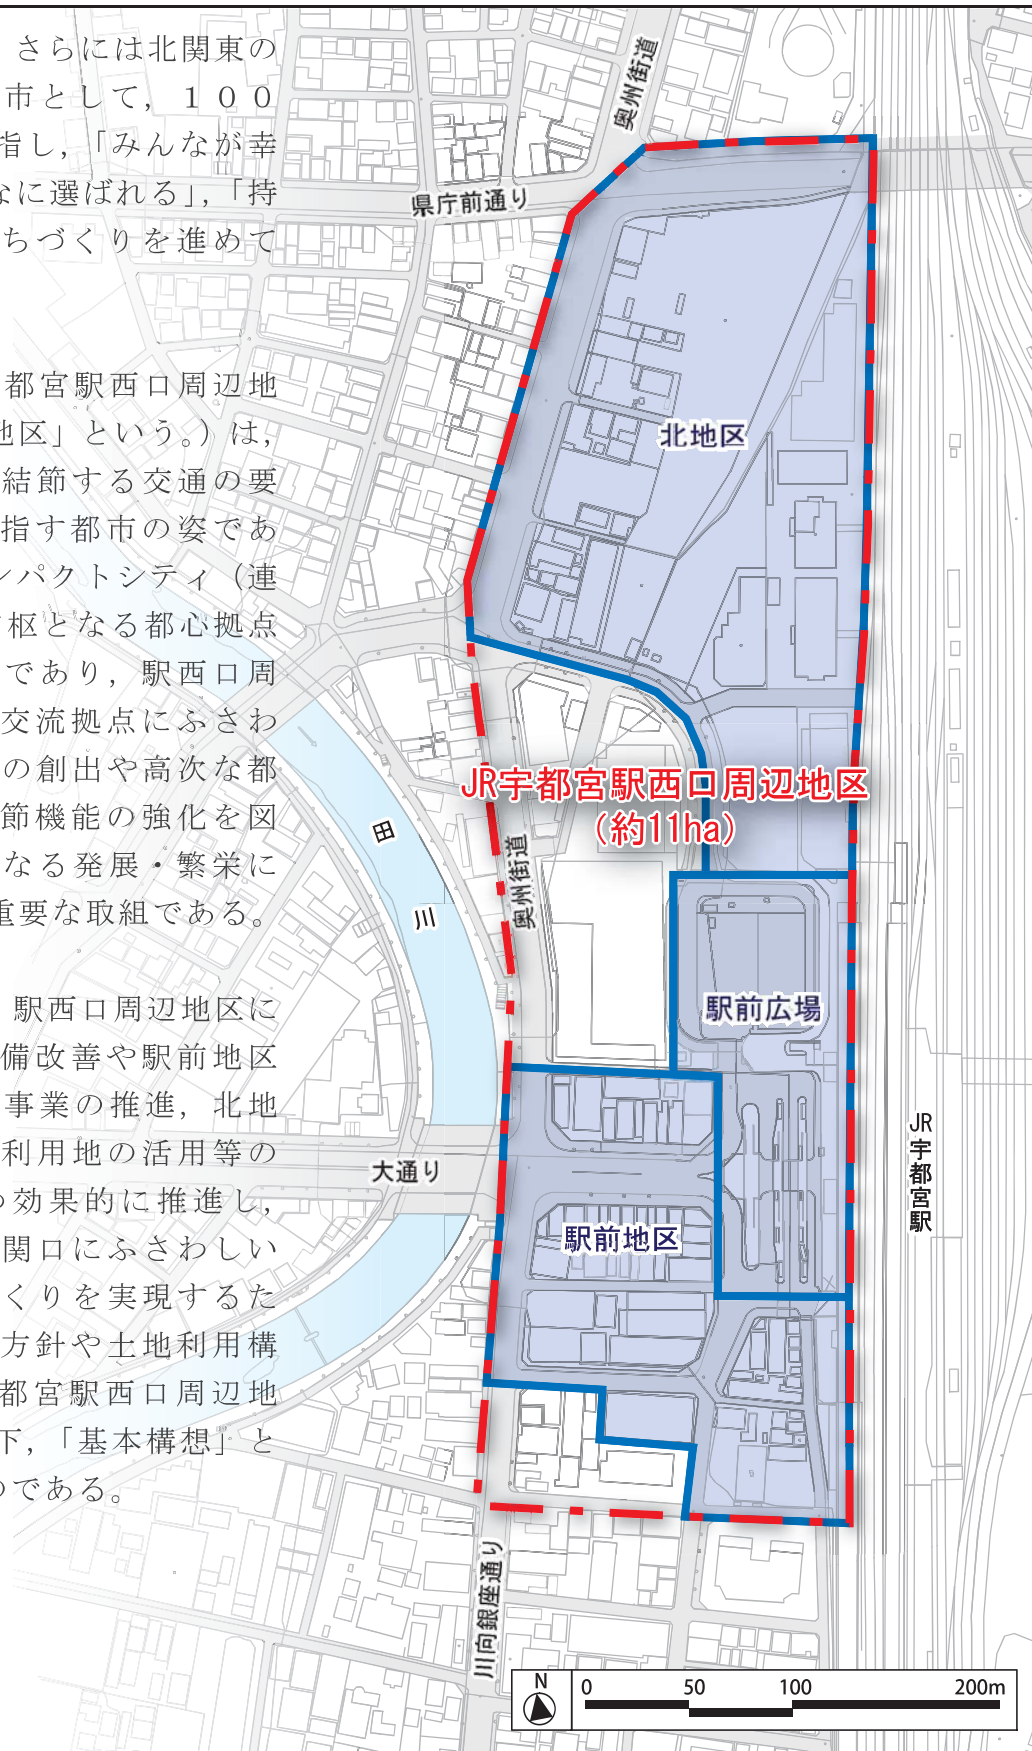 さらには北関東の
市として，１００
指し，「みんなが幸
なに選ばれる」，「持
ちづくりを進めて
都宮駅西口周辺地
地区」という。）は，
結節する交通の要
指す都市の姿であ
ンパクトシティ（連
枢となる都心拠点
であり，駅西口周
交流拠点にふさわ
の創出や高次な都
節機能の強化を図
なる発展・繁栄に
重要な取組である。
駅西口周辺地区に
備改善や駅前地区
事業の推進，北地
利用地の活用等の
つ効果的に推進し，
関口にふさわしい
くりを実現するた
方針や土地利用構
都宮駅西口周辺地
下，「基本構想」と
のである。
奥州街道
県庁前通り
北地区
JR宇都宮駅西口周辺地区
（約11ha）
田
川
奥州街道
駅前広場
JR宇都宮駅
大通り
駅前地区
川向銀座通り
N
0 50 100 200m